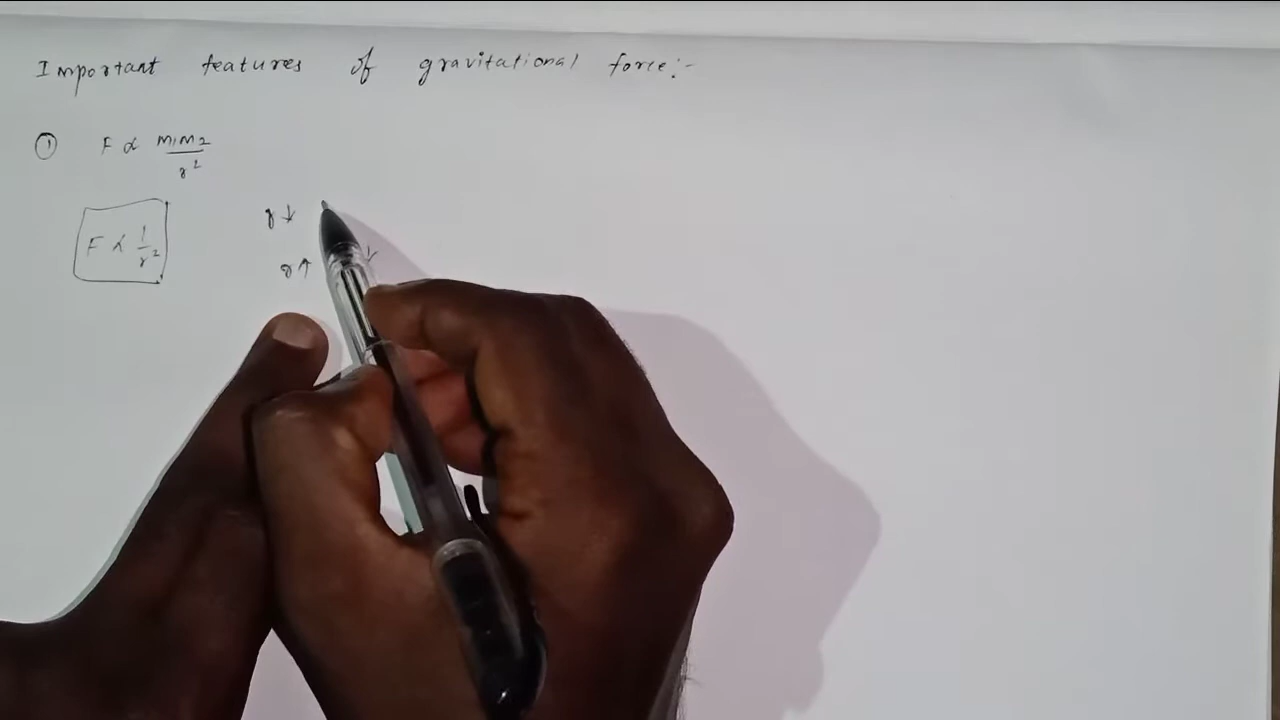 Important features of gravitational force:-
① F ∝ M1M2/r²
F ∝ 1/r²
r↓
r↑ ↓